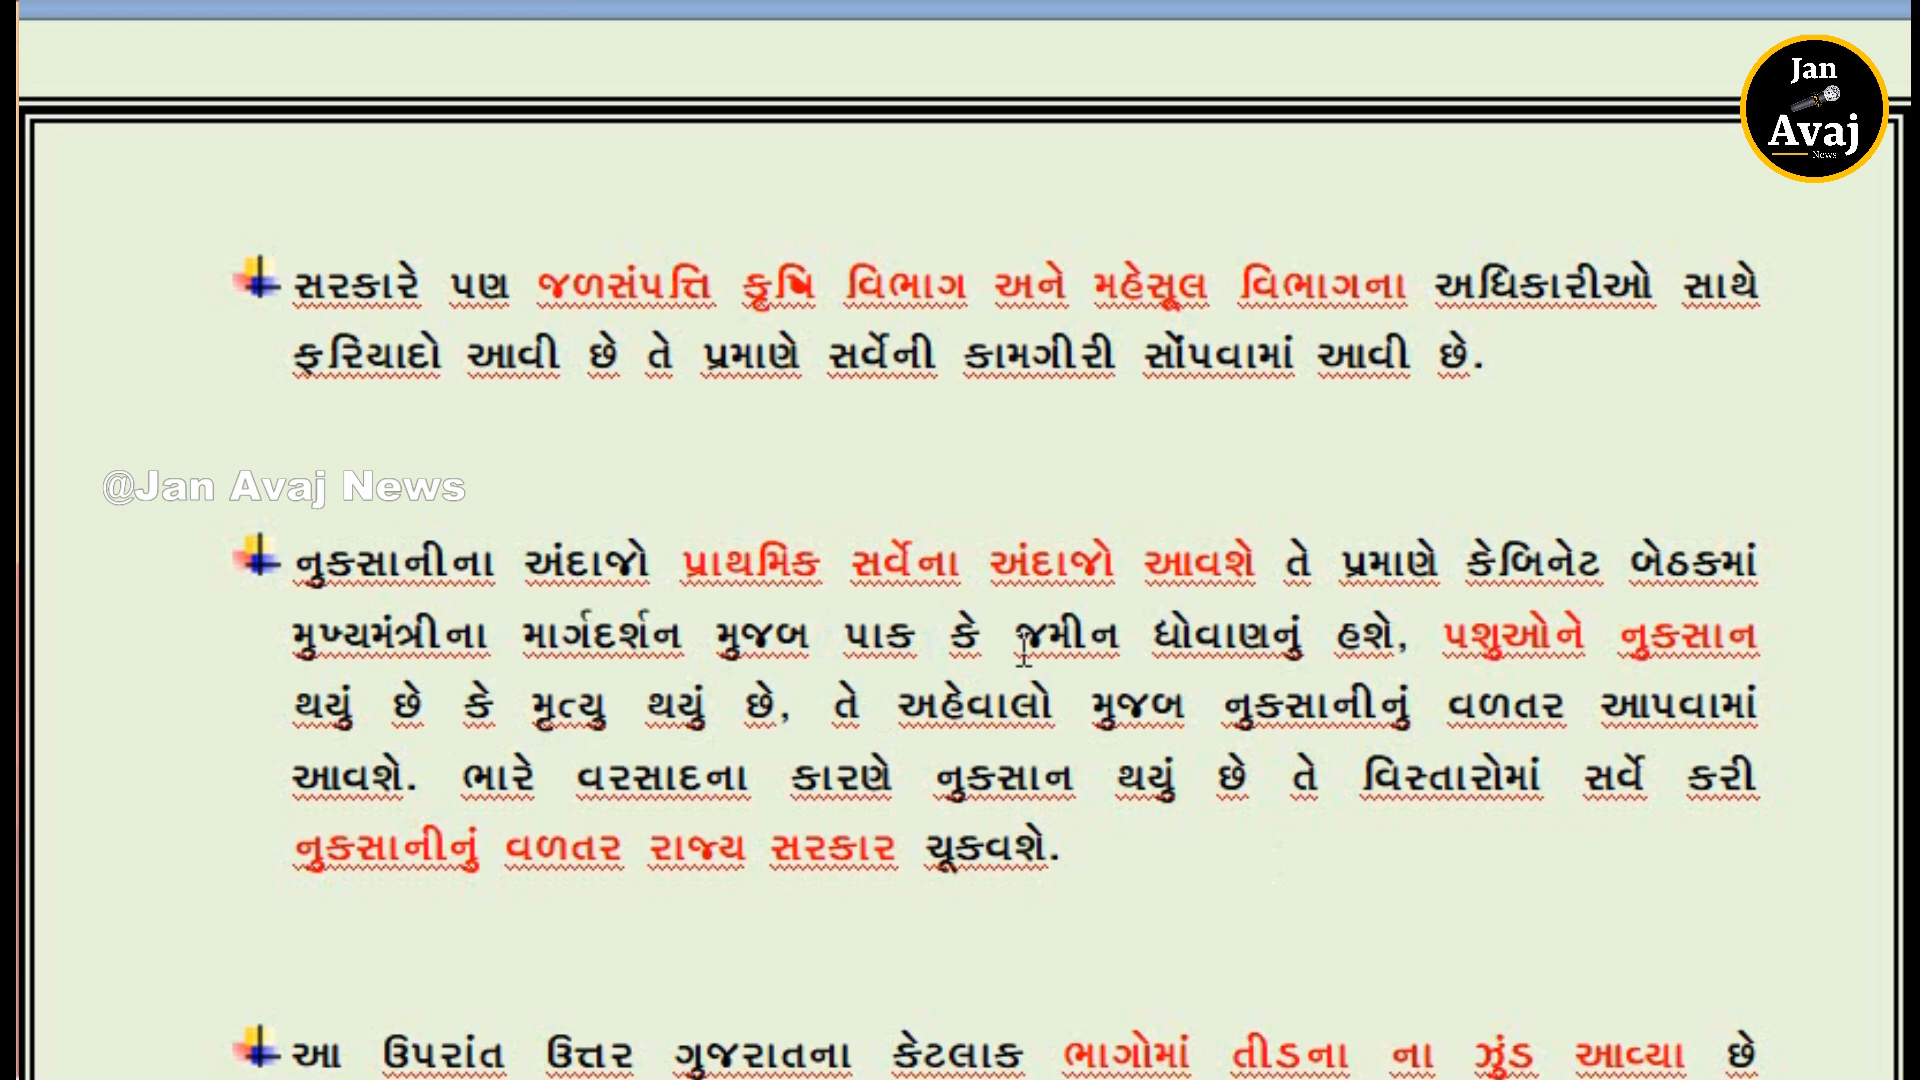 Jan
Avaj
News
સરકારે પણ જળસંપત્તિ કૃષિ વિભાગ અને મહેસૂલ વિભાગના અધિકારીઓ સાથે
ફરિયાદો આવી છે તે પ્રમાણે સર્વેની કામગીરી સોંપવામાં આવી છે.
@Jan Avaj News
નુકસાનીના અંદાજો પ્રાથમિક સર્વેના અંદાજો આવશે તે પ્રમાણે કેબિનેટ બેઠકમાં
મુખ્યમંત્રીના માર્ગદર્શન મુજબ પાક કે જમીન ધોવાણનું હશે, પશુઓને નુકસાન
થયું છે કે મૃત્યુ થયું છે, તે અહેવાલો મુજબ નુકસાનીનું વળતર આપવામાં
આવશે. ભારે વરસાદના કારણે નુકસાન થયું છે તે વિસ્તારોમાં સર્વે કરી
નુકસાનીનું વળતર રાજ્ય સરકાર ચૂકવશે.
આ ઉપરાંત ઉત્તર ગુજરાતના કેટલાક ભાગોમાં તીડના ના ઝુંડ આવ્યા છે